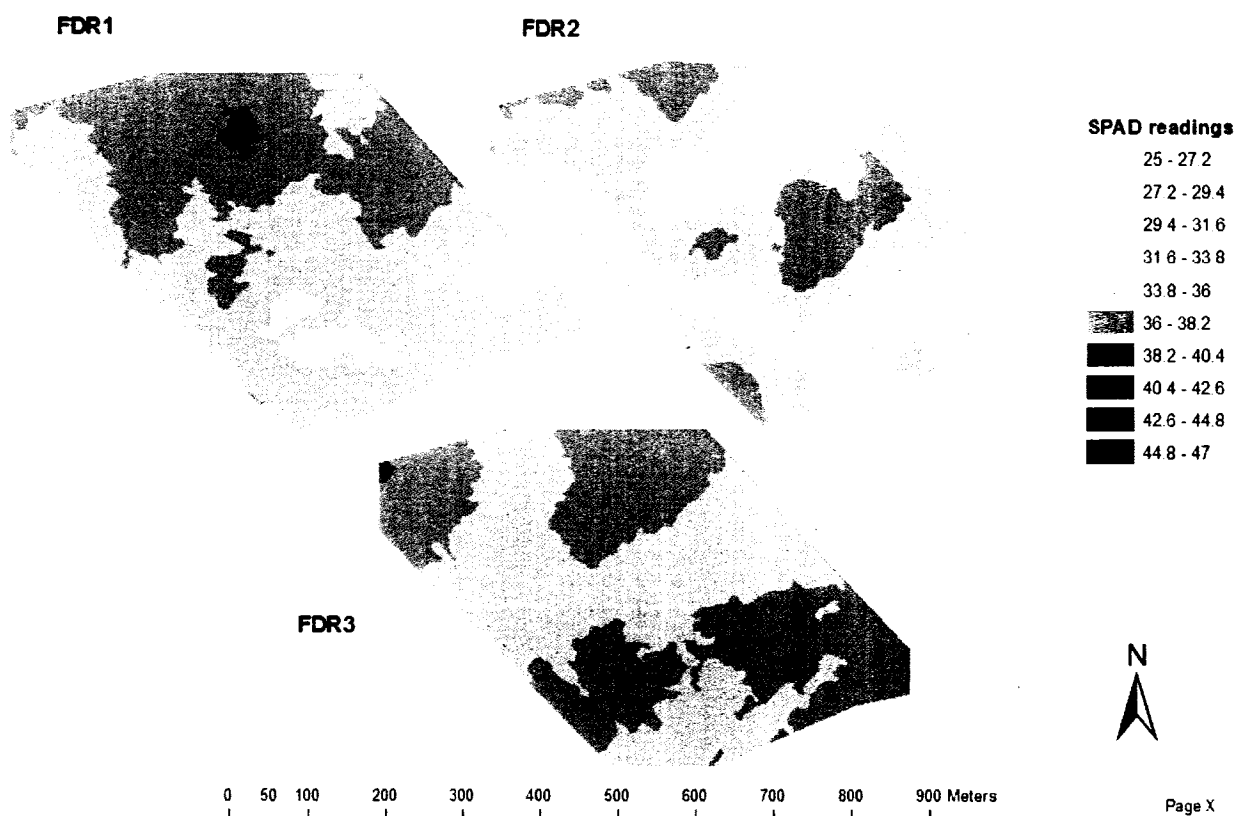 FDR1
FDR2
SPAD readings
25 - 27.2
27.2 - 29.4
29.4 - 31.6
31.6 - 33.8
33.8 - 36
36 - 38.2
38.2 - 40.4
40.4 - 42.6
42.6 - 44.8
44.8 - 47
FDR3
N
0 50 100 200 300 400 500 600 700 800 900 Meters
Page X